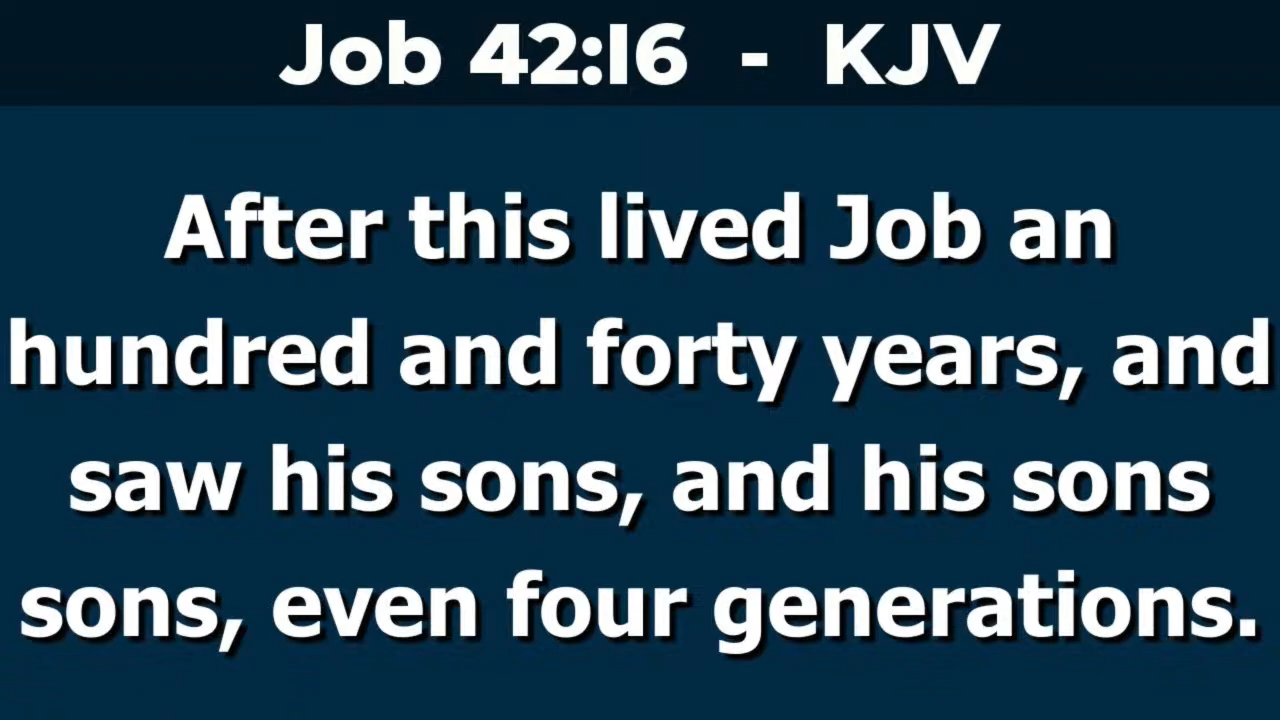 Job 42:16 - KJV
After this lived Job an
hundred and forty years, and
saw his sons, and his sons
sons, even four generations.